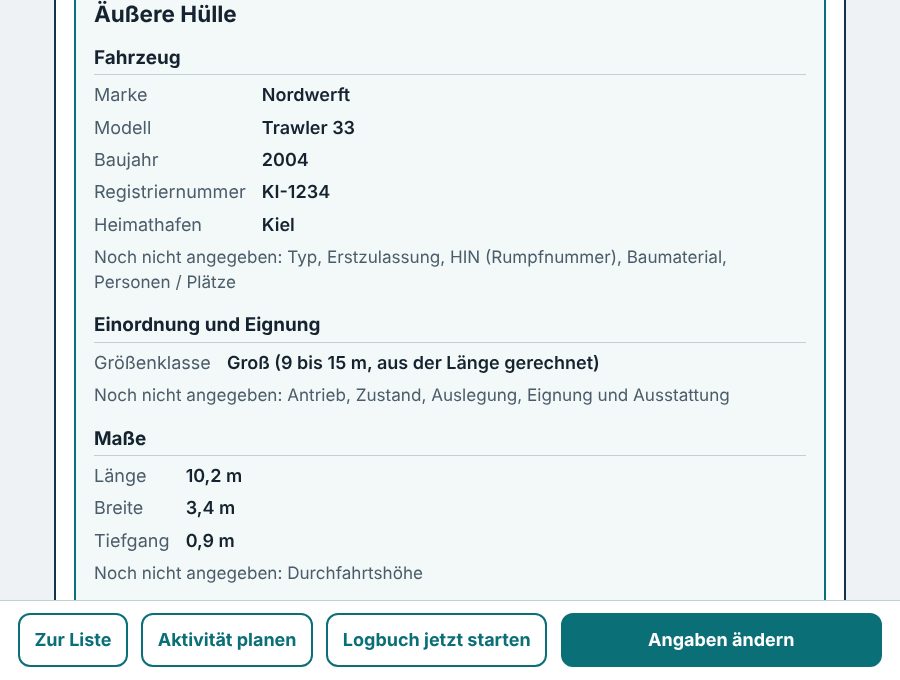 Äußere Hülle
Fahrzeug
Marke Nordwerft
Modell Trawler 33
Baujahr 2004
Registriernummer KI-1234
Heimathafen Kiel
Noch nicht angegeben: Typ, Erstzulassung, HIN (Rumpfnummer), Baumaterial,
Personen / Plätze
Einordnung und Eignung
Größenklasse Groß (9 bis 15 m, aus der Länge gerechnet)
Noch nicht angegeben: Antrieb, Zustand, Auslegung, Eignung und Ausstattung
Maße
Länge 10,2 m
Breite 3,4 m
Tiefgang 0,9 m
Noch nicht angegeben: Durchfahrtshöhe
Zur Liste Aktivität planen Logbuch jetzt starten Angaben ändern